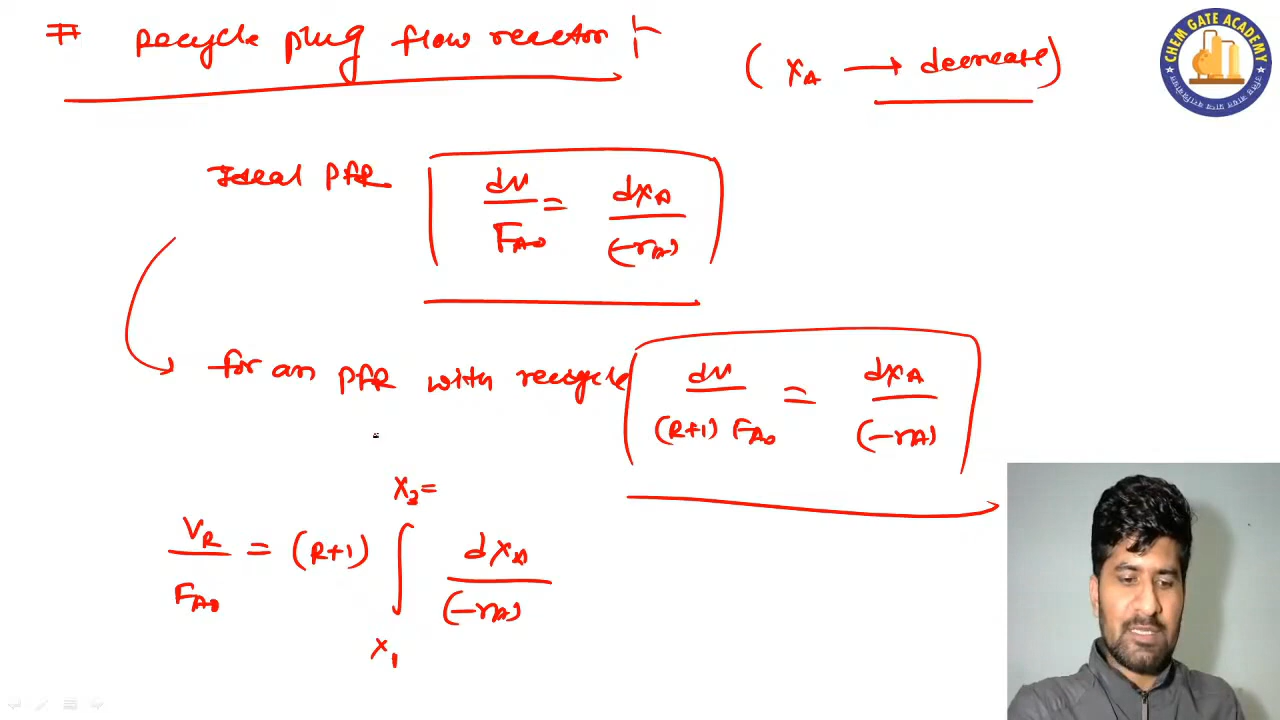 # Recycle plug flow reactor :-
( XA → decrease)
CHEM GATE ACADEMY
Ideal PFR
dV/FA0 = dXA/(-rA)
for an PFR with recycle
dV/(R+1) FA0 = dXA/(-rA)
X2=
VR/FA0 = (R+1) ∫ dXA/(-rA)
X1